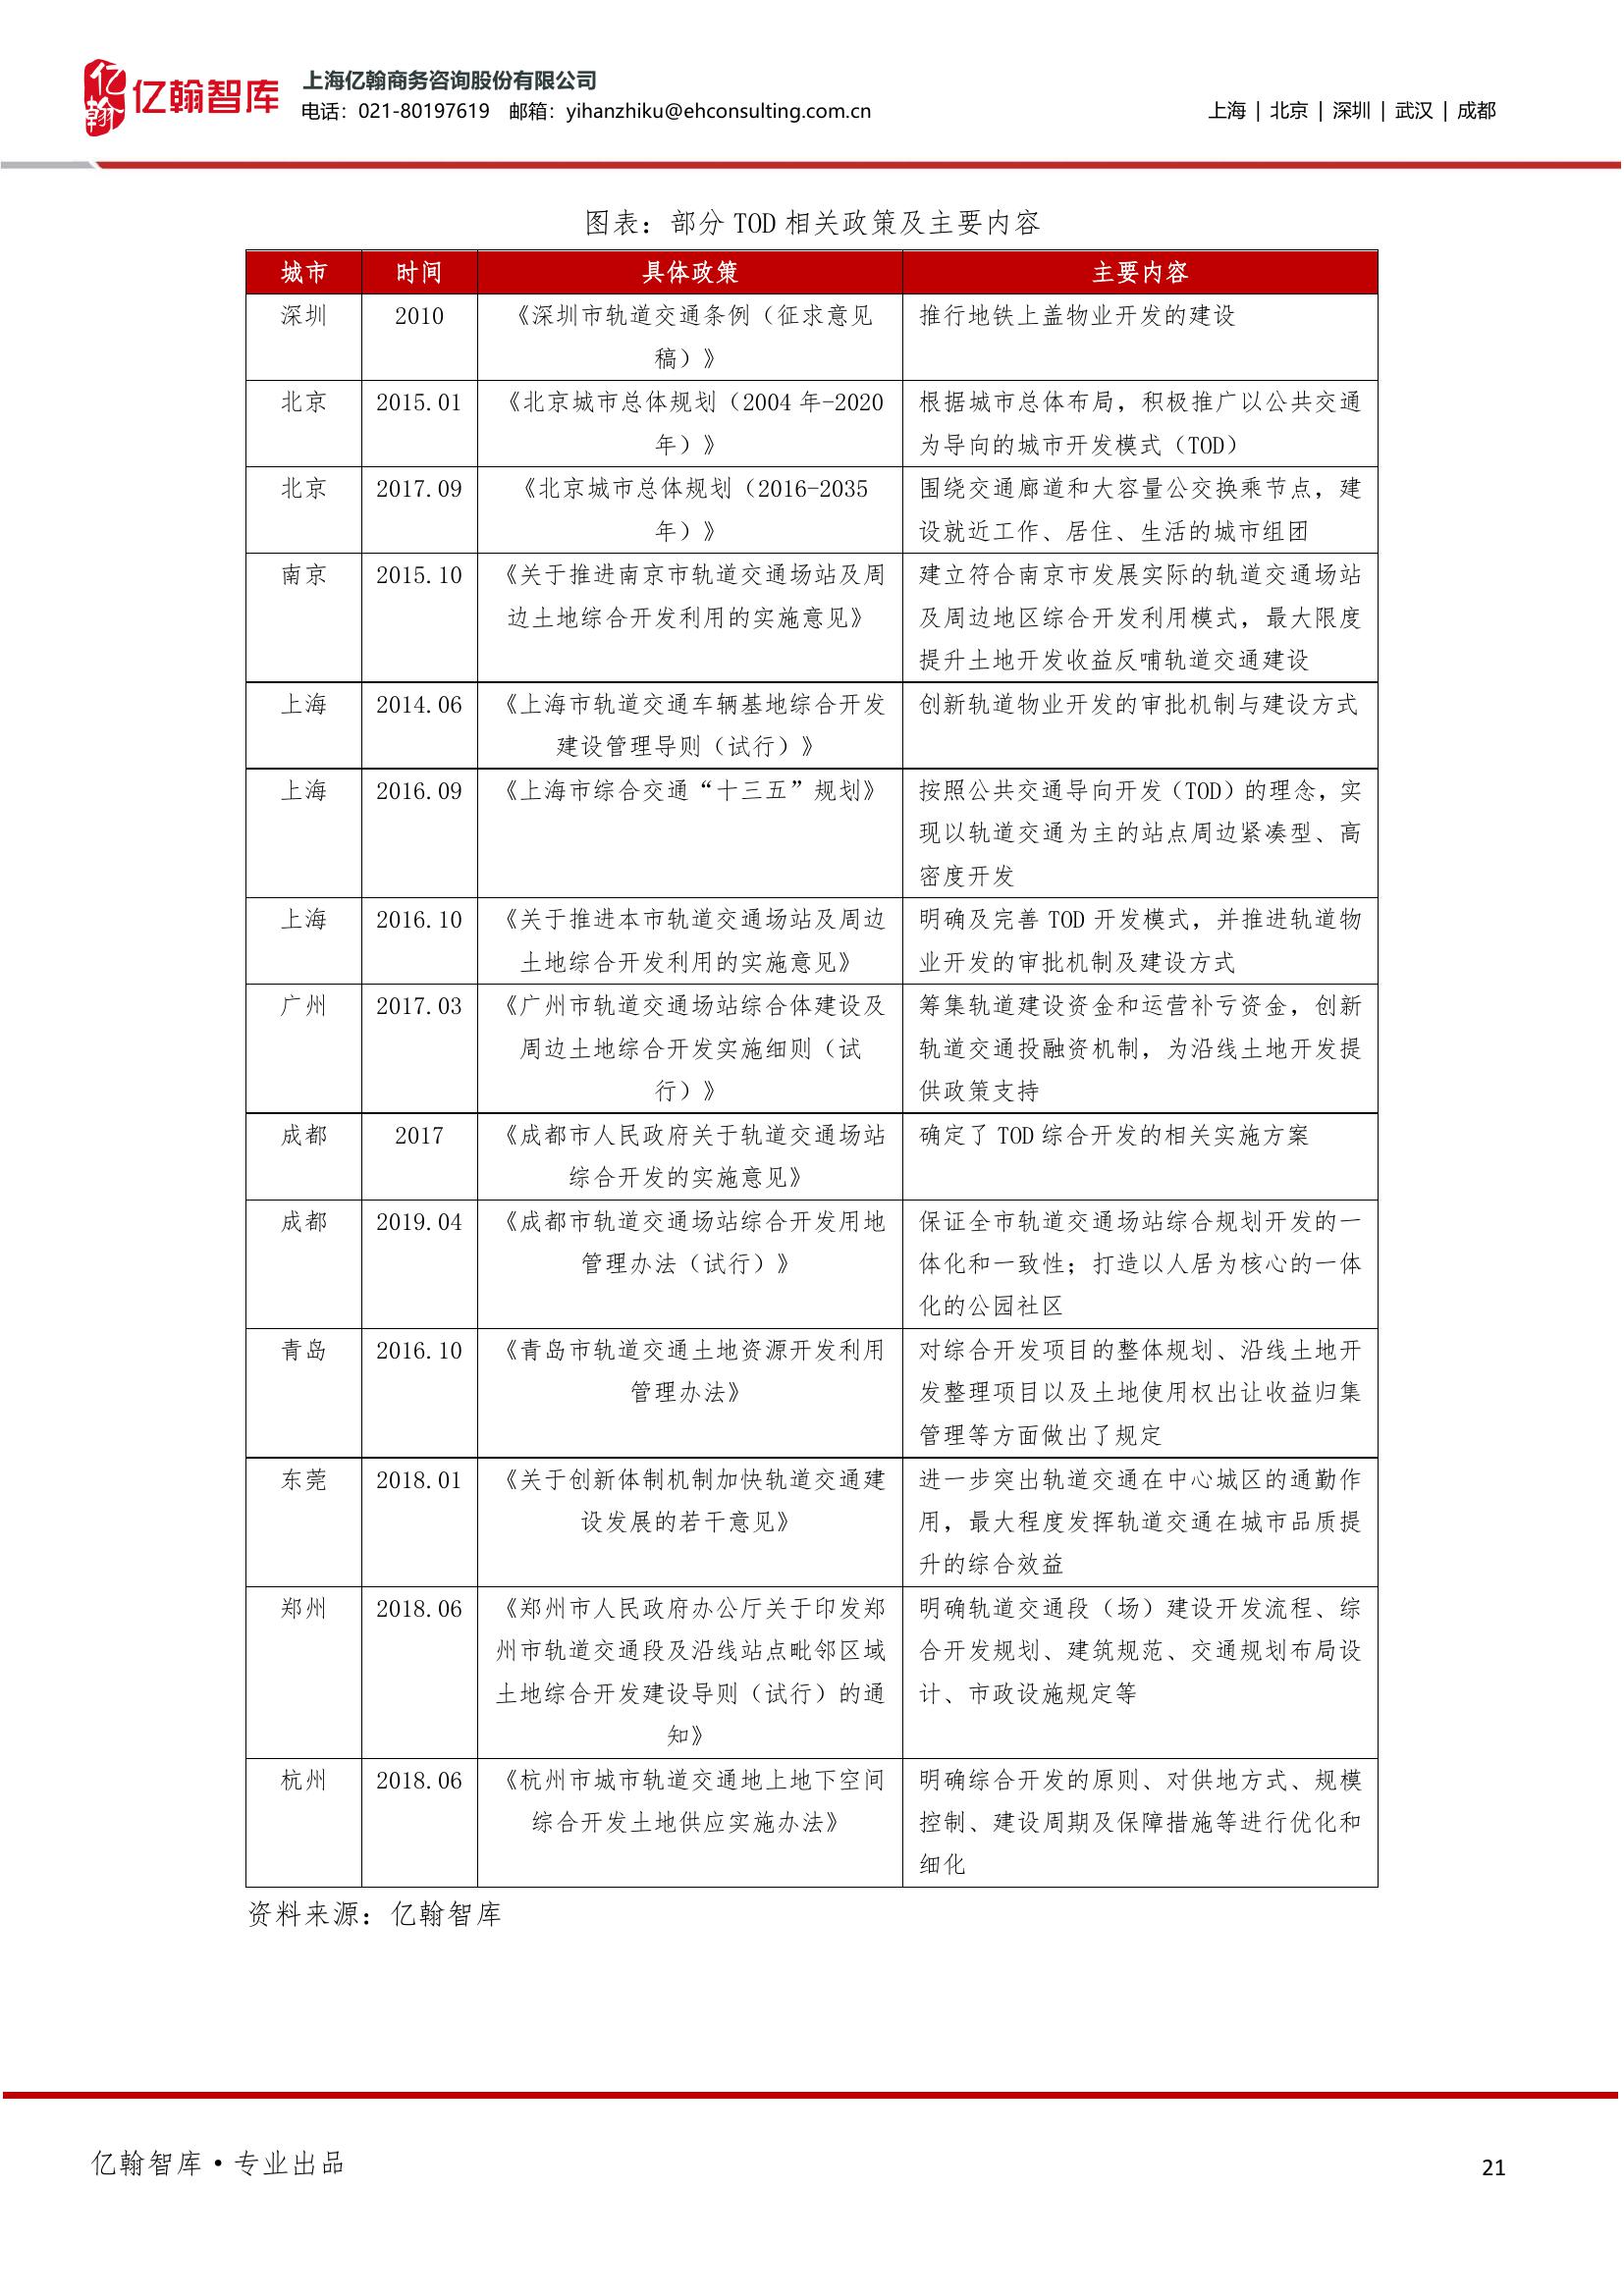 亿翰
亿翰智库
上海亿翰商务咨询股份有限公司
电话：021-80197619 邮箱：yihanzhiku@ehconsulting.com.cn
上海 | 北京 | 深圳 | 武汉 | 成都
图表：部分 TOD 相关政策及主要内容
城市 时间 具体政策 主要内容
深圳 2010 《深圳市轨道交通条例（征求意见 推行地铁上盖物业开发的建设
稿）》
北京 2015.01 《北京城市总体规划（2004 年-2020 根据城市总体布局，积极推广以公共交通
年）》 为导向的城市开发模式（TOD）
北京 2017.09 《北京城市总体规划（2016-2035 围绕交通廊道和大容量公交换乘节点，建
年）》 设就近工作、居住、生活的城市组团
南京 2015.10 《关于推进南京市轨道交通场站及周 建立符合南京市发展实际的轨道交通场站
边土地综合开发利用的实施意见》 及周边地区综合开发利用模式，最大限度
提升土地开发收益反哺轨道交通建设
上海 2014.06 《上海市轨道交通车辆基地综合开发 创新轨道物业开发的审批机制与建设方式
建设管理导则（试行）》
上海 2016.09 《上海市综合交通“十三五”规划》 按照公共交通导向开发（TOD）的理念，实
现以轨道交通为主的站点周边紧凑型、高
密度开发
上海 2016.10 《关于推进本市轨道交通场站及周边 明确及完善 TOD 开发模式，并推进轨道物
土地综合开发利用的实施意见》 业开发的审批机制及建设方式
广州 2017.03 《广州市轨道交通场站综合体建设及 筹集轨道建设资金和运营补亏资金，创新
周边土地综合开发实施细则（试 轨道交通投融资机制，为沿线土地开发提
行）》 供政策支持
成都 2017 《成都市人民政府关于轨道交通场站 确定了 TOD 综合开发的相关实施方案
综合开发的实施意见》
成都 2019.04 《成都市轨道交通场站综合开发用地 保证全市轨道交通场站综合规划开发的一
管理办法（试行）》 体化和一致性；打造以人居为核心的一体
化的公园社区
青岛 2016.10 《青岛市轨道交通土地资源开发利用 对综合开发项目的整体规划、沿线土地开
管理办法》 发整理项目以及土地使用权出让收益归集
管理等方面做出了规定
东莞 2018.01 《关于创新体制机制加快轨道交通建 进一步突出轨道交通在中心城区的通勤作
设发展的若干意见》 用，最大程度发挥轨道交通在城市品质提
升的综合效益
郑州 2018.06 《郑州市人民政府办公厅关于印发郑 明确轨道交通段（场）建设开发流程、综
州市轨道交通段及沿线站点毗邻区域 合开发规划、建筑规范、交通规划布局设
土地综合开发建设导则（试行）的通 计、市政设施规定等
知》
杭州 2018.06 《杭州市城市轨道交通地上地下空间 明确综合开发的原则、对供地方式、规模
综合开发土地供应实施办法》 控制、建设周期及保障措施等进行优化和
细化
资料来源：亿翰智库
亿翰智库·专业出品
21